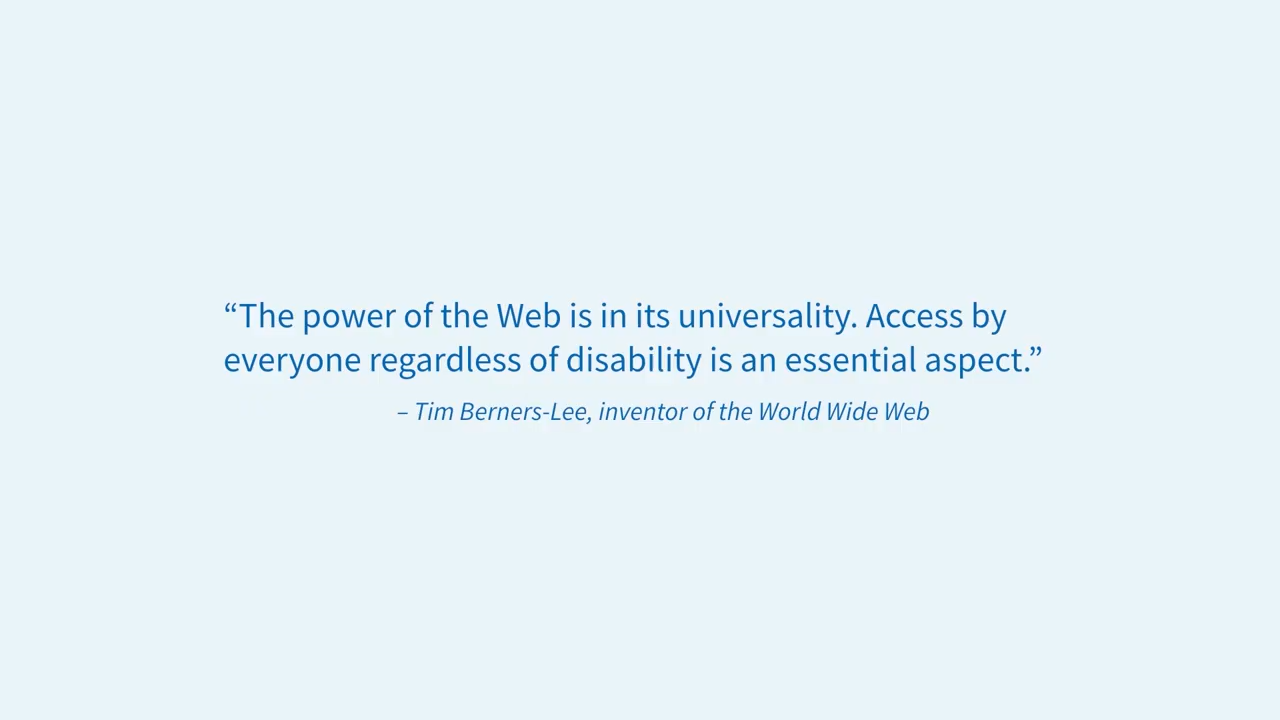 “The power of the Web is in its universality. Access by
everyone regardless of disability is an essential aspect.”
– Tim Berners-Lee, inventor of the World Wide Web